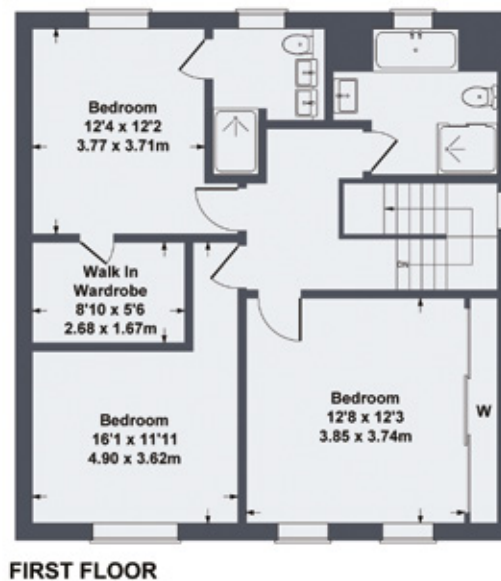 Bedroom
12'4 x 12'2
3.77 x 3.71m
Walk In
Wardrobe
8'10 x 5'6
2.68 x 1.67m
Bedroom
16'1 x 11'11
4.90 x 3.62m
Bedroom
12'8 x 12'3
3.85 x 3.74m
W
FIRST FLOOR